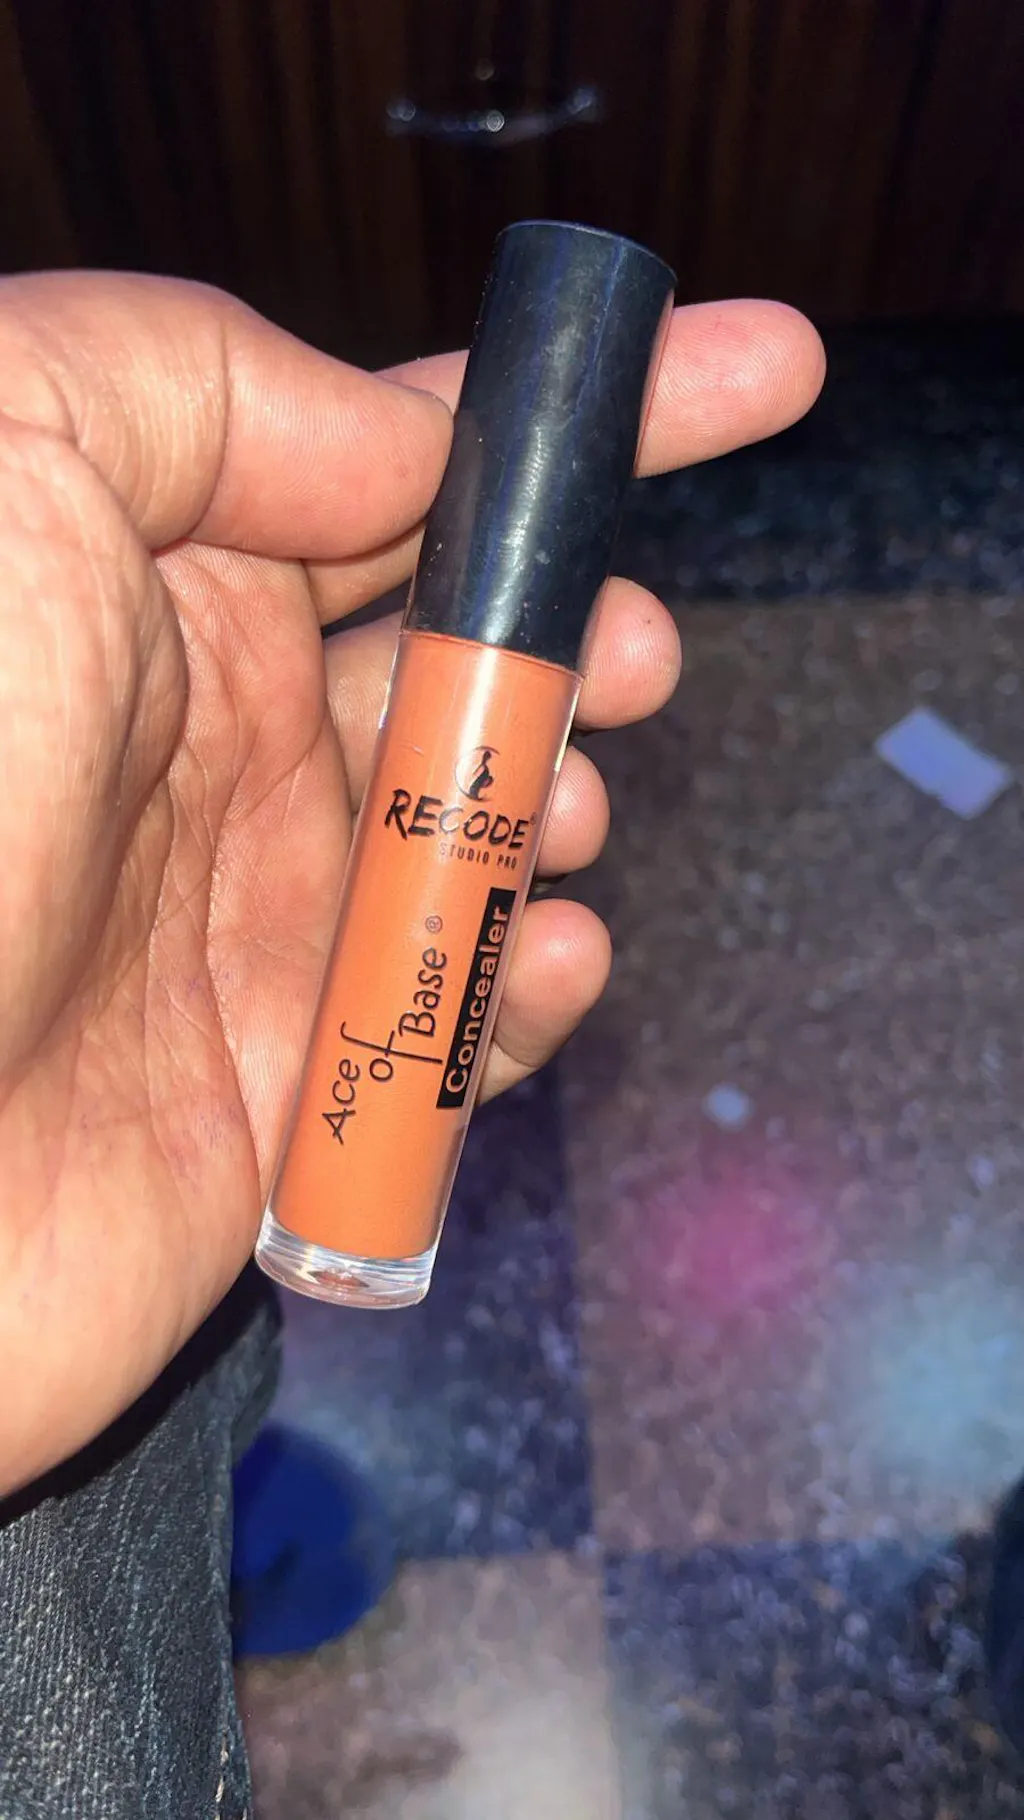 RECODE®
STUDIO PRO
Ace
of Base ®
Concealer